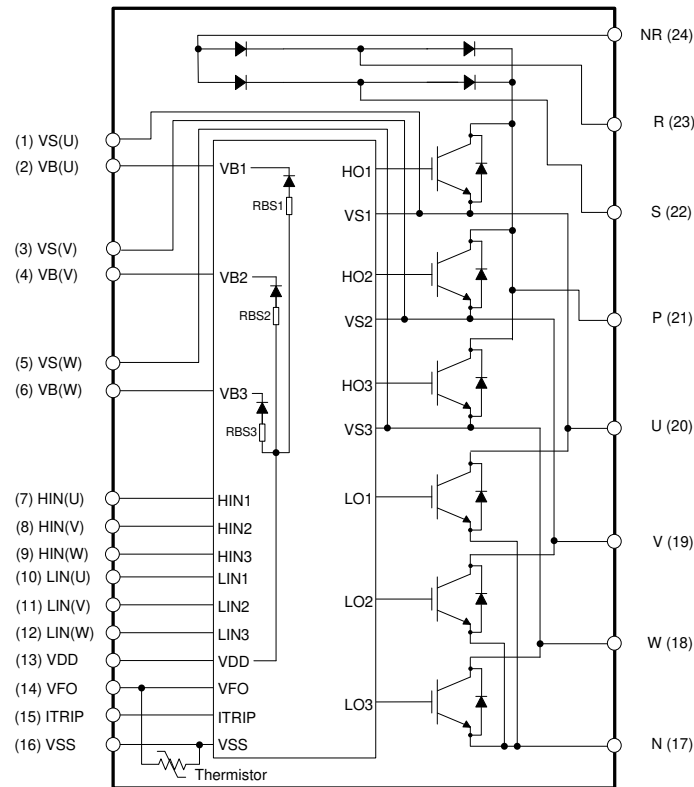 NR (24)
R (23)
(1) VS(U)
(2) VB(U)
VB1
HO1
RBS1
VS1
S (22)
(3) VS(V)
(4) VB(V)
VB2
HO2
RBS2
VS2
P (21)
(5) VS(W)
(6) VB(W)
VB3
HO3
RBS3
VS3
U (20)
(7) HIN(U)
HIN1
LO1
(8) HIN(V)
HIN2
V (19)
(9) HIN(W)
HIN3
(10) LIN(U)
LIN1
(11) LIN(V)
LIN2
LO2
(12) LIN(W)
LIN3
W (18)
(13) VDD
VDD
(14) VFO
VFO
LO3
(15) ITRIP
ITRIP
(16) VSS
VSS
N (17)
Thermistor